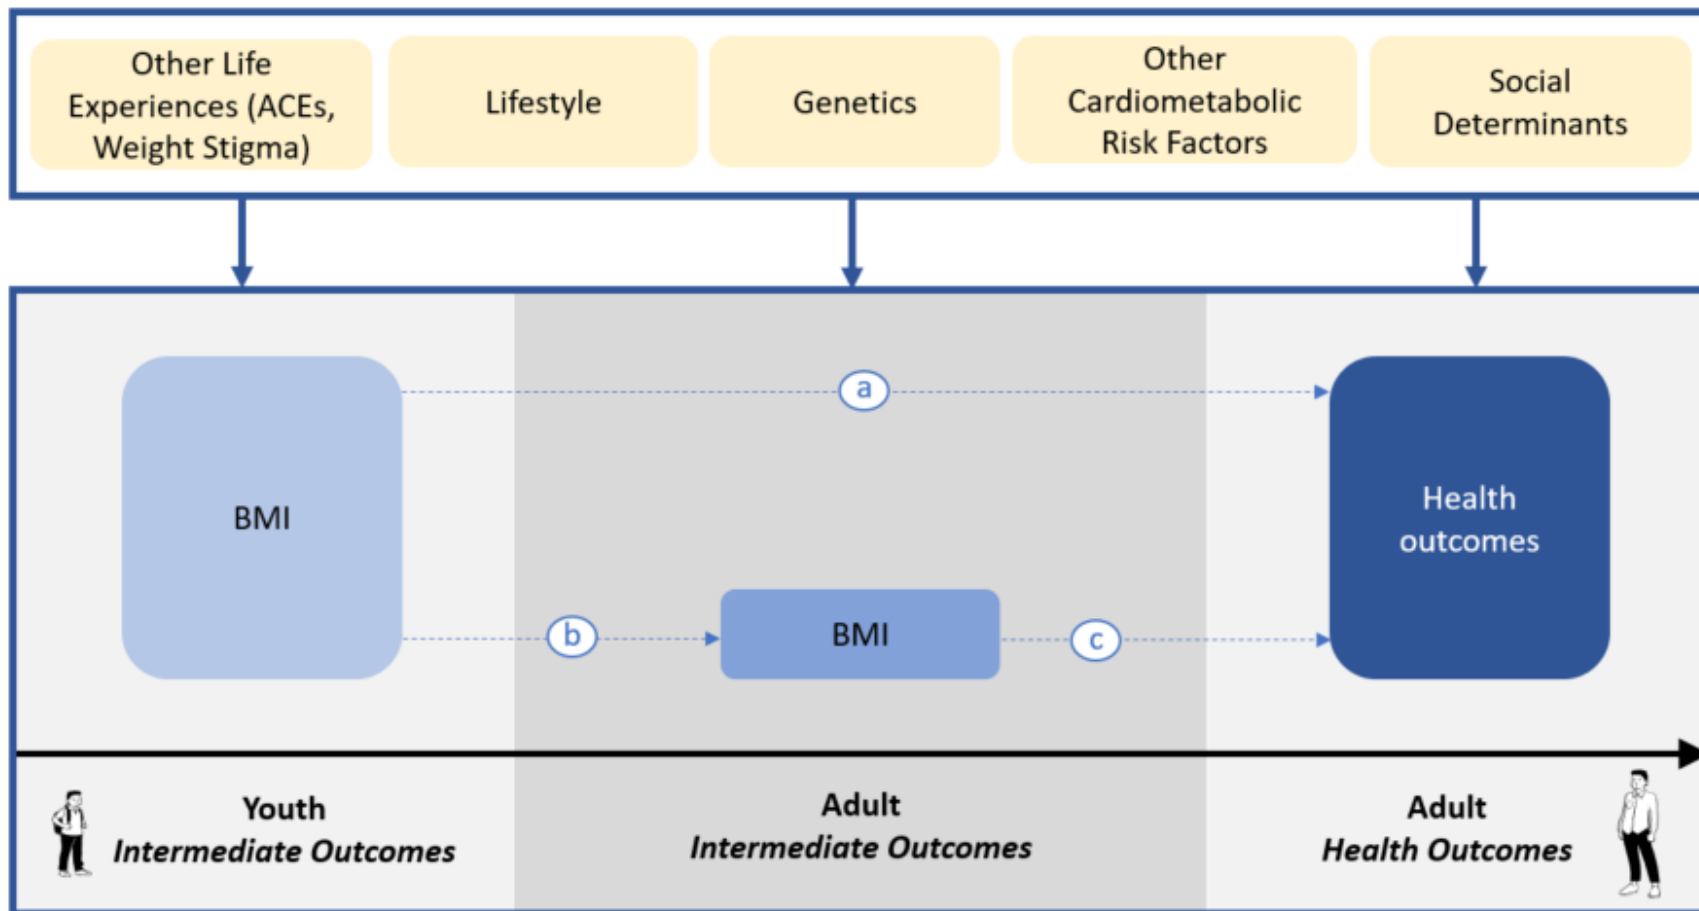 Other Life
Experiences (ACEs,
Weight Stigma)
Lifestyle
Genetics
Other
Cardiometabolic
Risk Factors
Social
Determinants
a
BMI
Health
outcomes
b
BMI
c
Youth
Intermediate Outcomes
Adult
Intermediate Outcomes
Adult
Health Outcomes